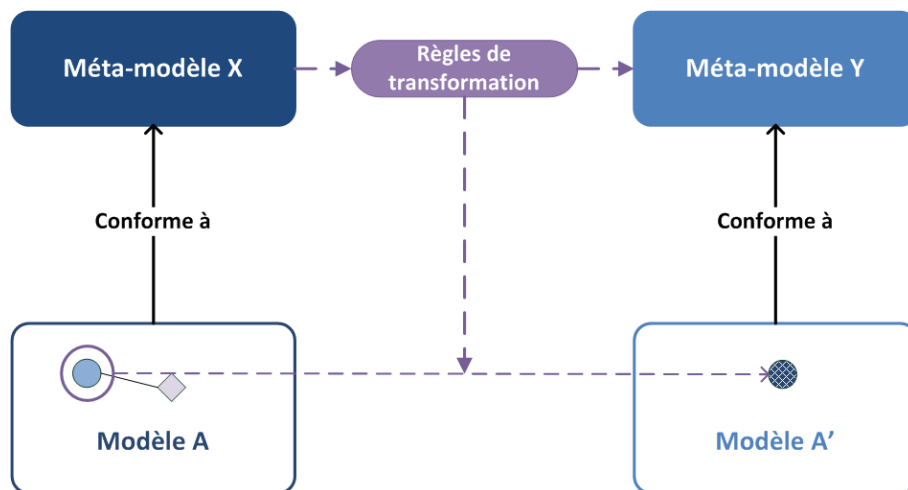 Méta-modèle X
Règles de
transformation
Méta-modèle Y
Conforme à
Conforme à
Modèle A
Modèle A’